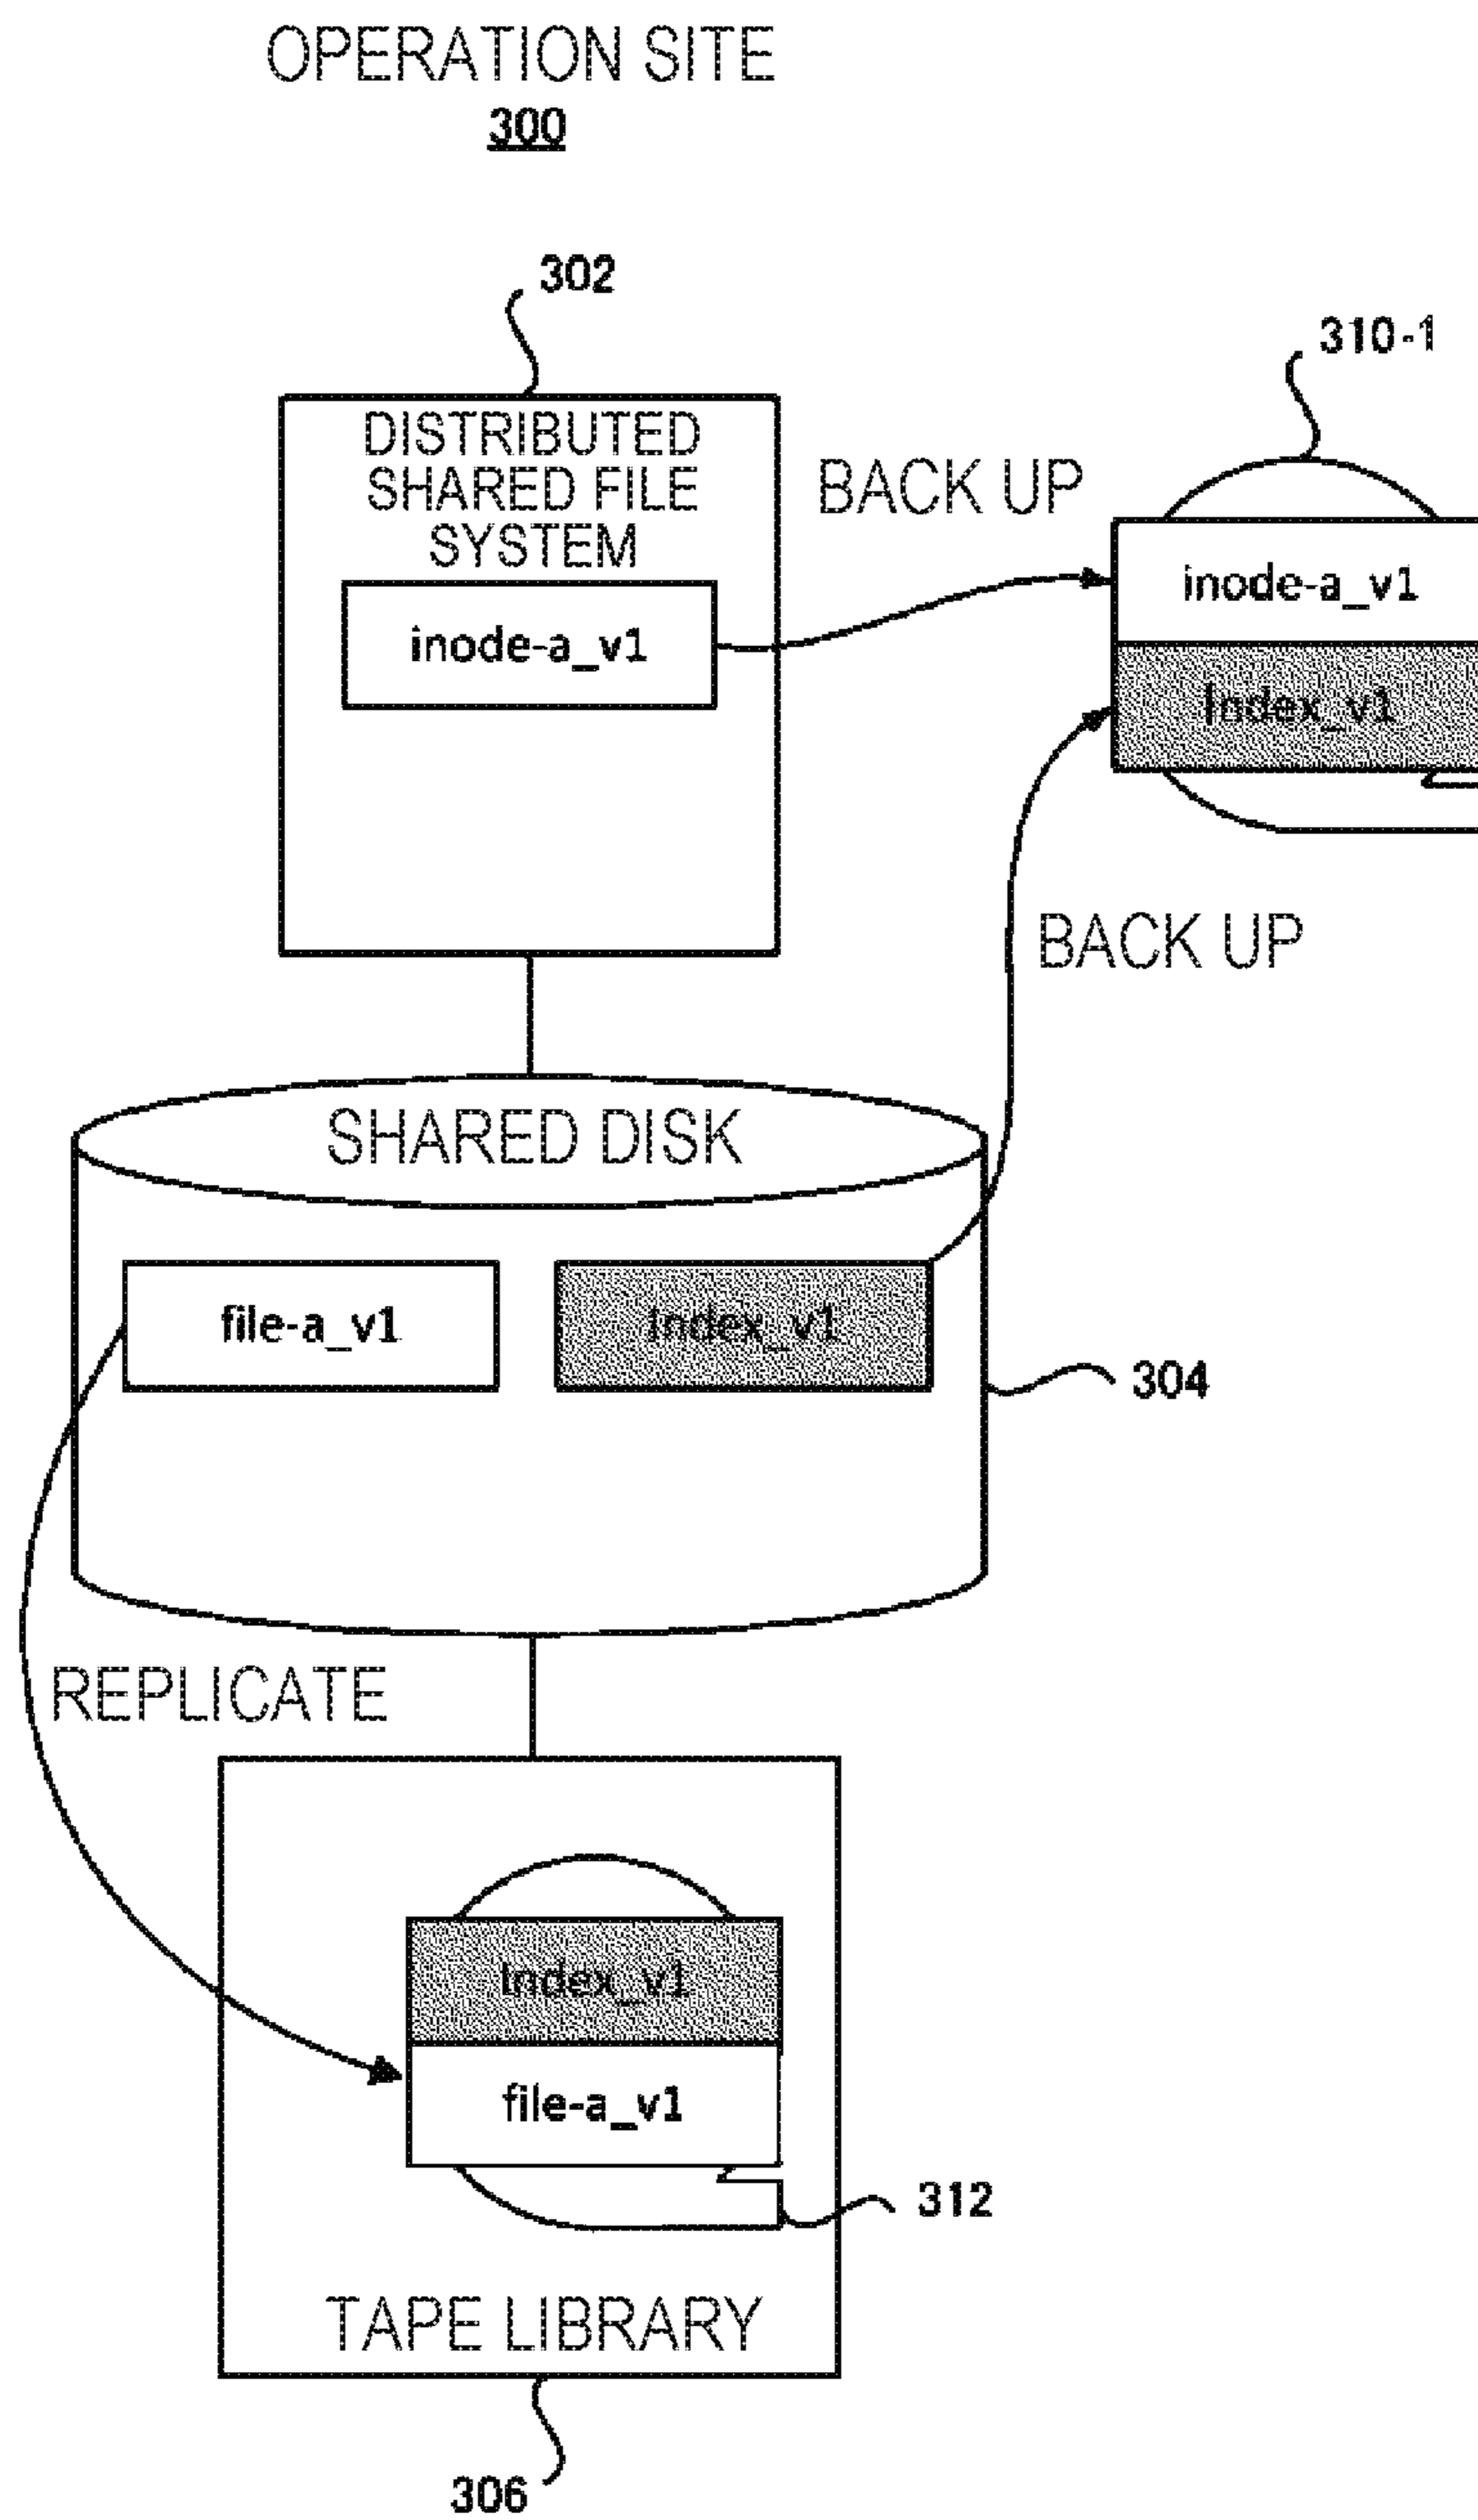 OPERATION SITE
300
302
310-1
DISTRIBUTED
SHARED FILE
SYSTEM
BACK UP
inode-a_v1
inode-a_v1
Index_v1
BACK UP
SHARED DISK
file-a_v1
Index_v1
304
REPLICATE
Index_v1
file-a_v1
312
TAPE LIBRARY
306